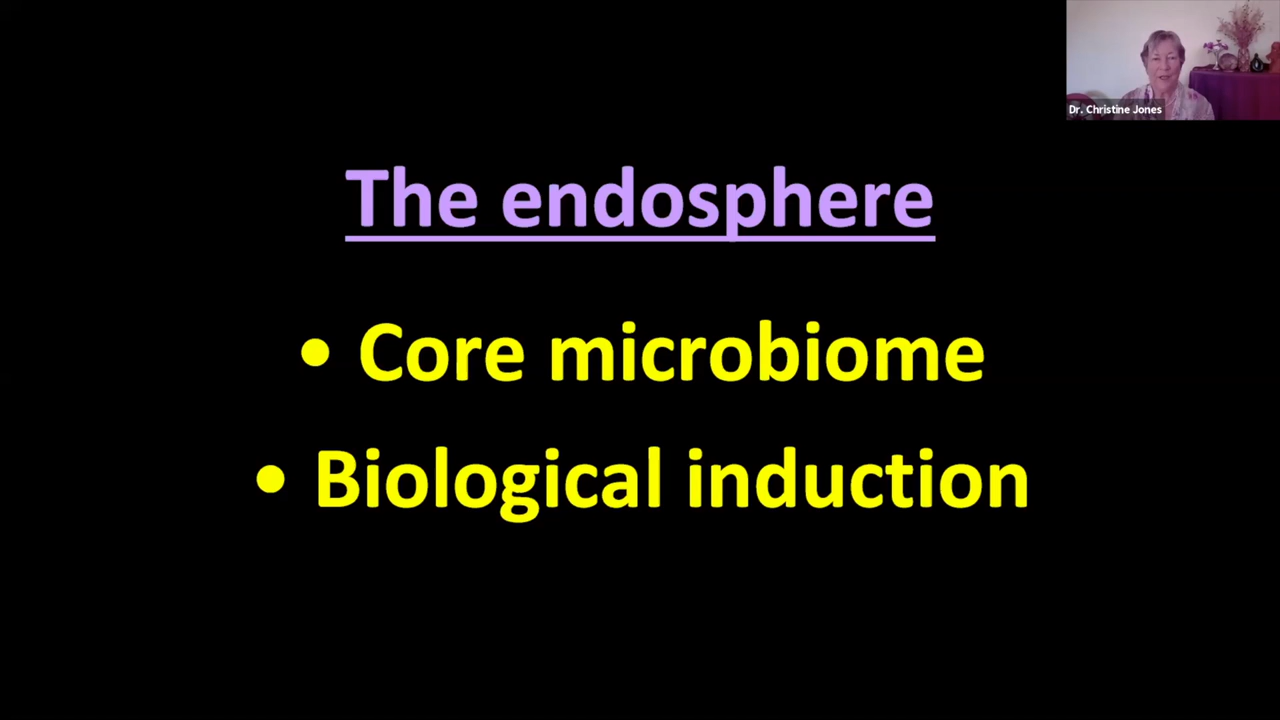 Dr. Christine Jones
The endosphere
• Core microbiome
• Biological induction